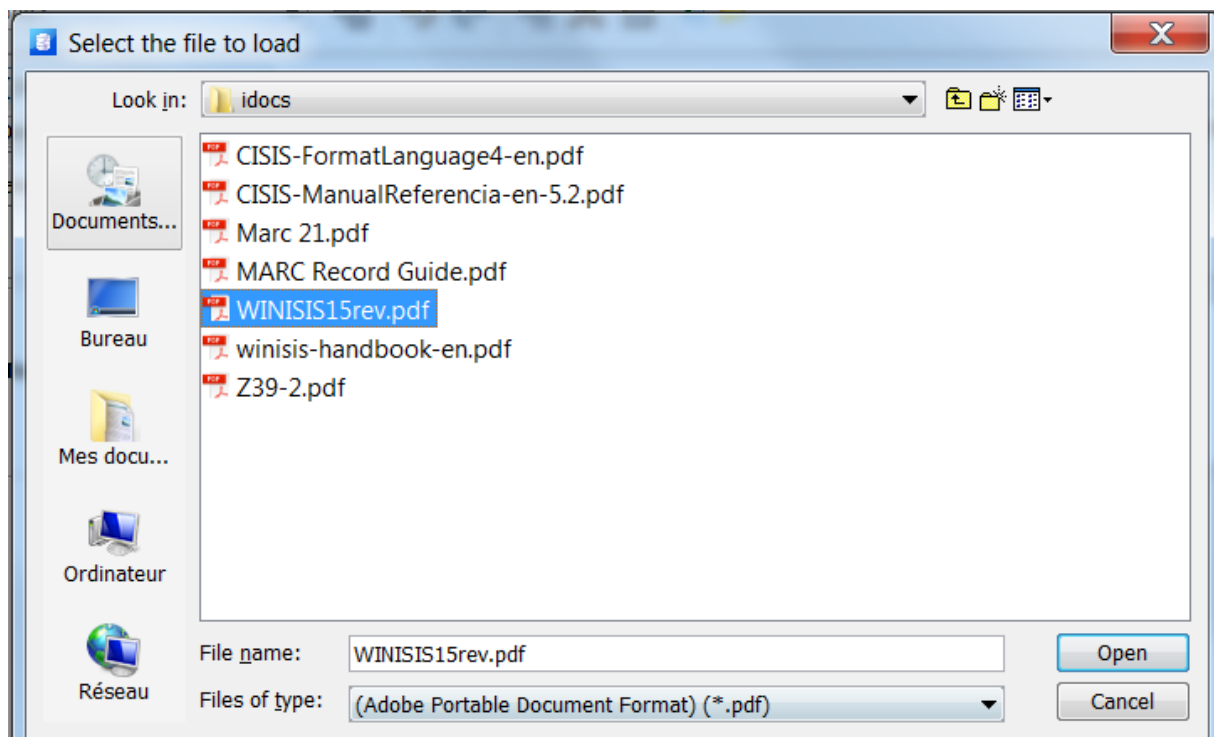 Select the file to load
X
Look in: idocs
Documents...
Bureau
Mes docu...
Ordinateur
Réseau
CISIS-FormatLanguage4-en.pdf
CISIS-ManualReferencia-en-5.2.pdf
Marc 21.pdf
MARC Record Guide.pdf
WINISIS15rev.pdf
winisis-handbook-en.pdf
Z39-2.pdf
File name: WINISIS15rev.pdf
Open
Files of type: (Adobe Portable Document Format) (*.pdf)
Cancel